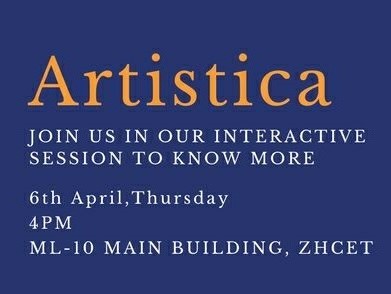 Artistica
JOIN US IN OUR INTERACTIVE
SESSION TO KNOW MORE
6th April,Thursday
4PM
ML-10 MAIN BUILDING, ZHCET